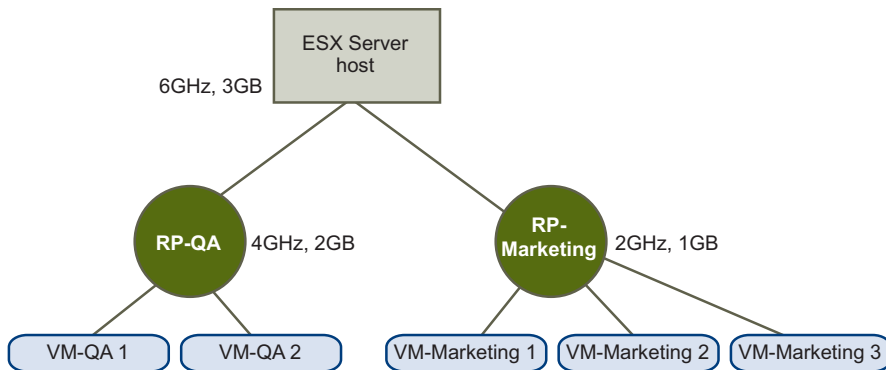 ESX Server
host
6GHz, 3GB
RP-QA
4GHz, 2GB
RP-
Marketing
2GHz, 1GB
VM-QA 1
VM-QA 2
VM-Marketing 1
VM-Marketing 2
VM-Marketing 3